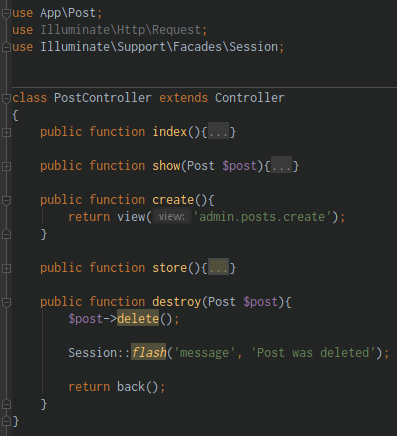 use App\Post;
use Illuminate\Http\Request;
use Illuminate\Support\Facades\Session;
class PostController extends Controller
{
public function index(){...}
public function show(Post $post){...}
public function create(){
return view( view: 'admin.posts.create');
}
public function store(){...}
public function destroy(Post $post){
$post->delete();
Session::flash('message', 'Post was deleted');
return back();
}
}